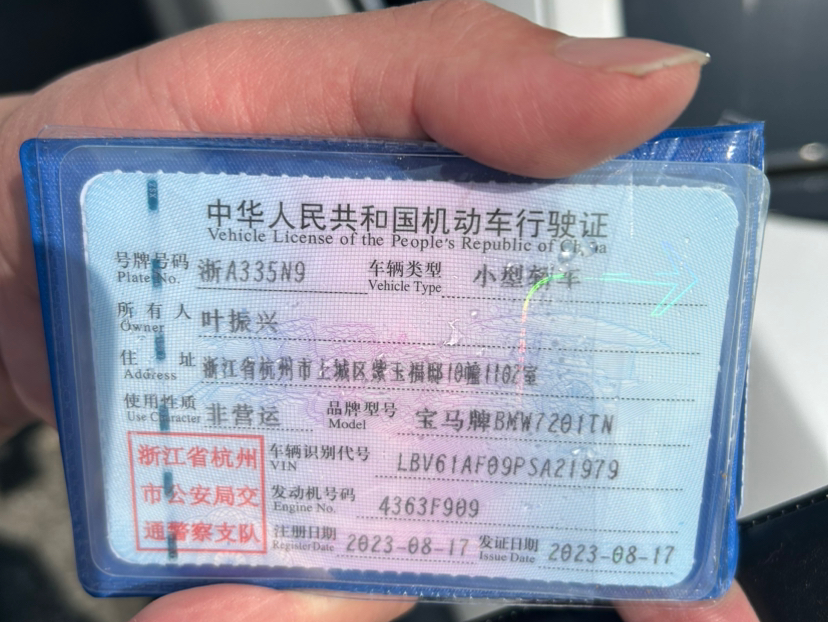 中华人民共和国机动车行驶证
Vehicle License of the People's Republic of China
号牌号码 浙A335N9 车辆类型 小型轿车
Plate No. Vehicle Type
所有人 叶振兴
Owner
住址 浙江省杭州市上城区紫玉福邸10幢1102室
Address
使用性质 非营运 品牌型号 宝马牌BMW7201TN
Use Character Model
浙江省杭州
市公安局交
通警察支队
车辆识别代号 LBV61AF09PSA21979
VIN
发动机号码 4363F909
Engine No.
注册日期 2023-08-17 发证日期 2023-08-17
Register Date Issue Date